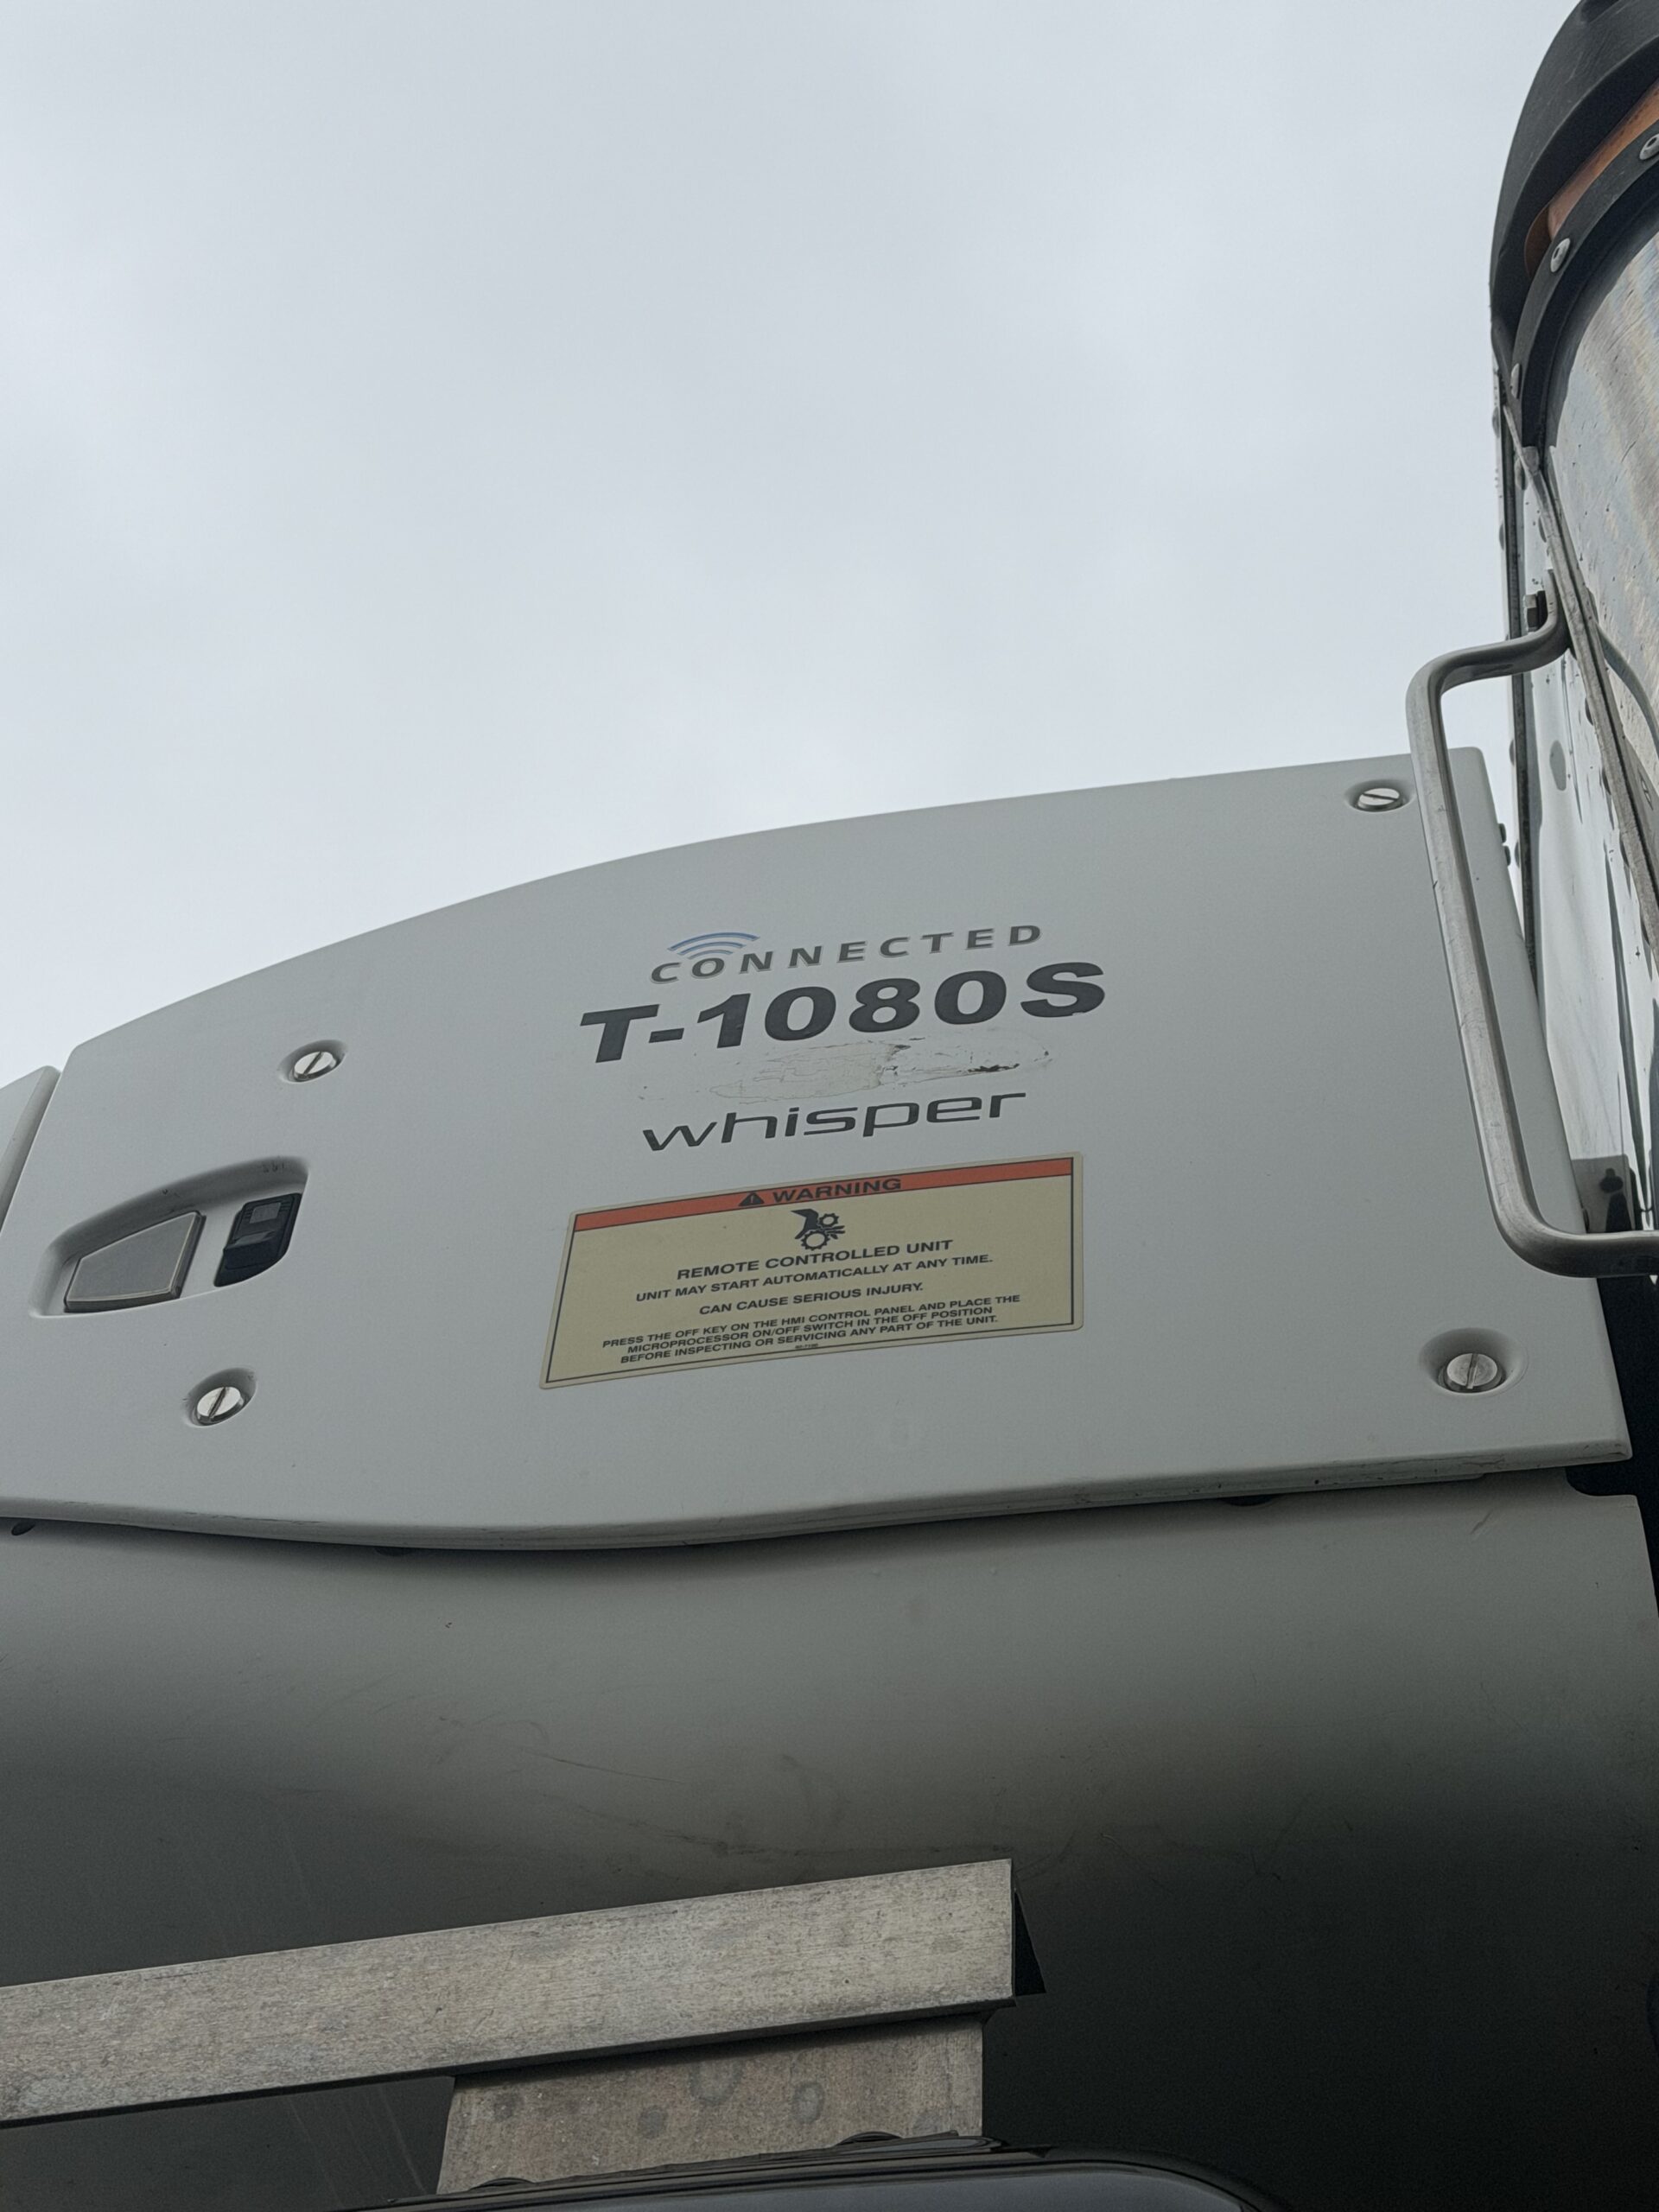 CONNECTED
T-1080S
whisper
WARNING
REMOTE CONTROLLED UNIT
UNIT MAY START AUTOMATICALLY AT ANY TIME.
CAN CAUSE SERIOUS INJURY.
PRESS THE OFF KEY ON THE HMI CONTROL PANEL AND PLACE THE
MICROPROCESSOR ON/OFF SWITCH IN THE OFF POSITION
BEFORE INSPECTING OR SERVICING ANY PART OF THE UNIT.